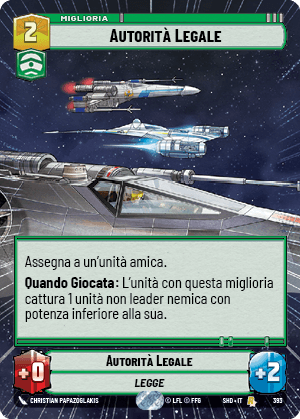 MIGLIORIA
2
AUTORITÀ LEGALE
Assegna a un'unità amica.
Quando Giocata: L'unità con questa miglioria
cattura 1 unità non leader nemica con
potenza inferiore alla sua.
+0
AUTORITÀ LEGALE
+2
LEGGE
CHRISTIAN PAPAZOGLAKIS
© LFL © FFG
SHD • IT
393